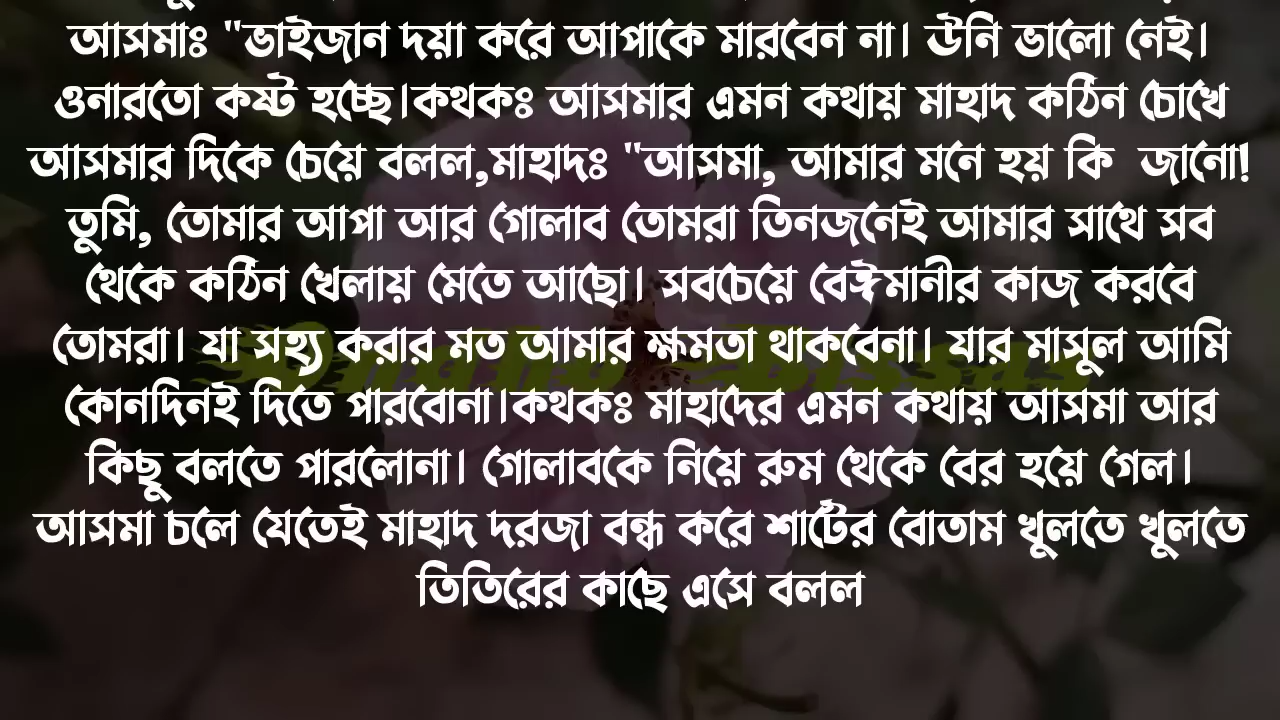 আসমাঃ "ভাইজান দয়া করে আপাকে মারবেন না। উনি ভালো নেই।
ওনারতো কষ্ট হচ্ছে।কথকঃ আসমার এমন কথায় মাহাদ কঠিন চোখে
আসমার দিকে চেয়ে বলল,মাহাদঃ "আসমা, আমার মনে হয় কি জানো!
তুমি, তোমার আপা আর গোলাব তোমরা তিনজনেই আমার সাথে সব
থেকে কঠিন খেলায় মেতে আছো। সবচেয়ে বেঈমানীর কাজ করবে
তোমরা। যা সহ্য করার মত আমার ক্ষমতা থাকবেনা। যার মাসুল আমি
কোনদিনই দিতে পারবোনা।কথকঃ মাহাদের এমন কথায় আসমা আর
কিছু বলতে পারলোনা। গোলাবকে নিয়ে রুম থেকে বের হয়ে গেল।
আসমা চলে যেতেই মাহাদ দরজা বন্ধ করে শার্টের বোতাম খুলতে খুলতে
তিতিরের কাছে এসে বলল